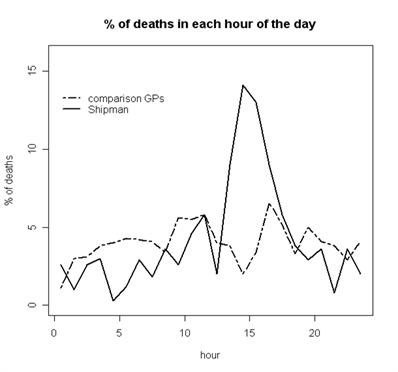 % of deaths in each hour of the day
15
10
5
0
% of deaths
comparison GPs
Shipman
0 5 10 15 20
hour